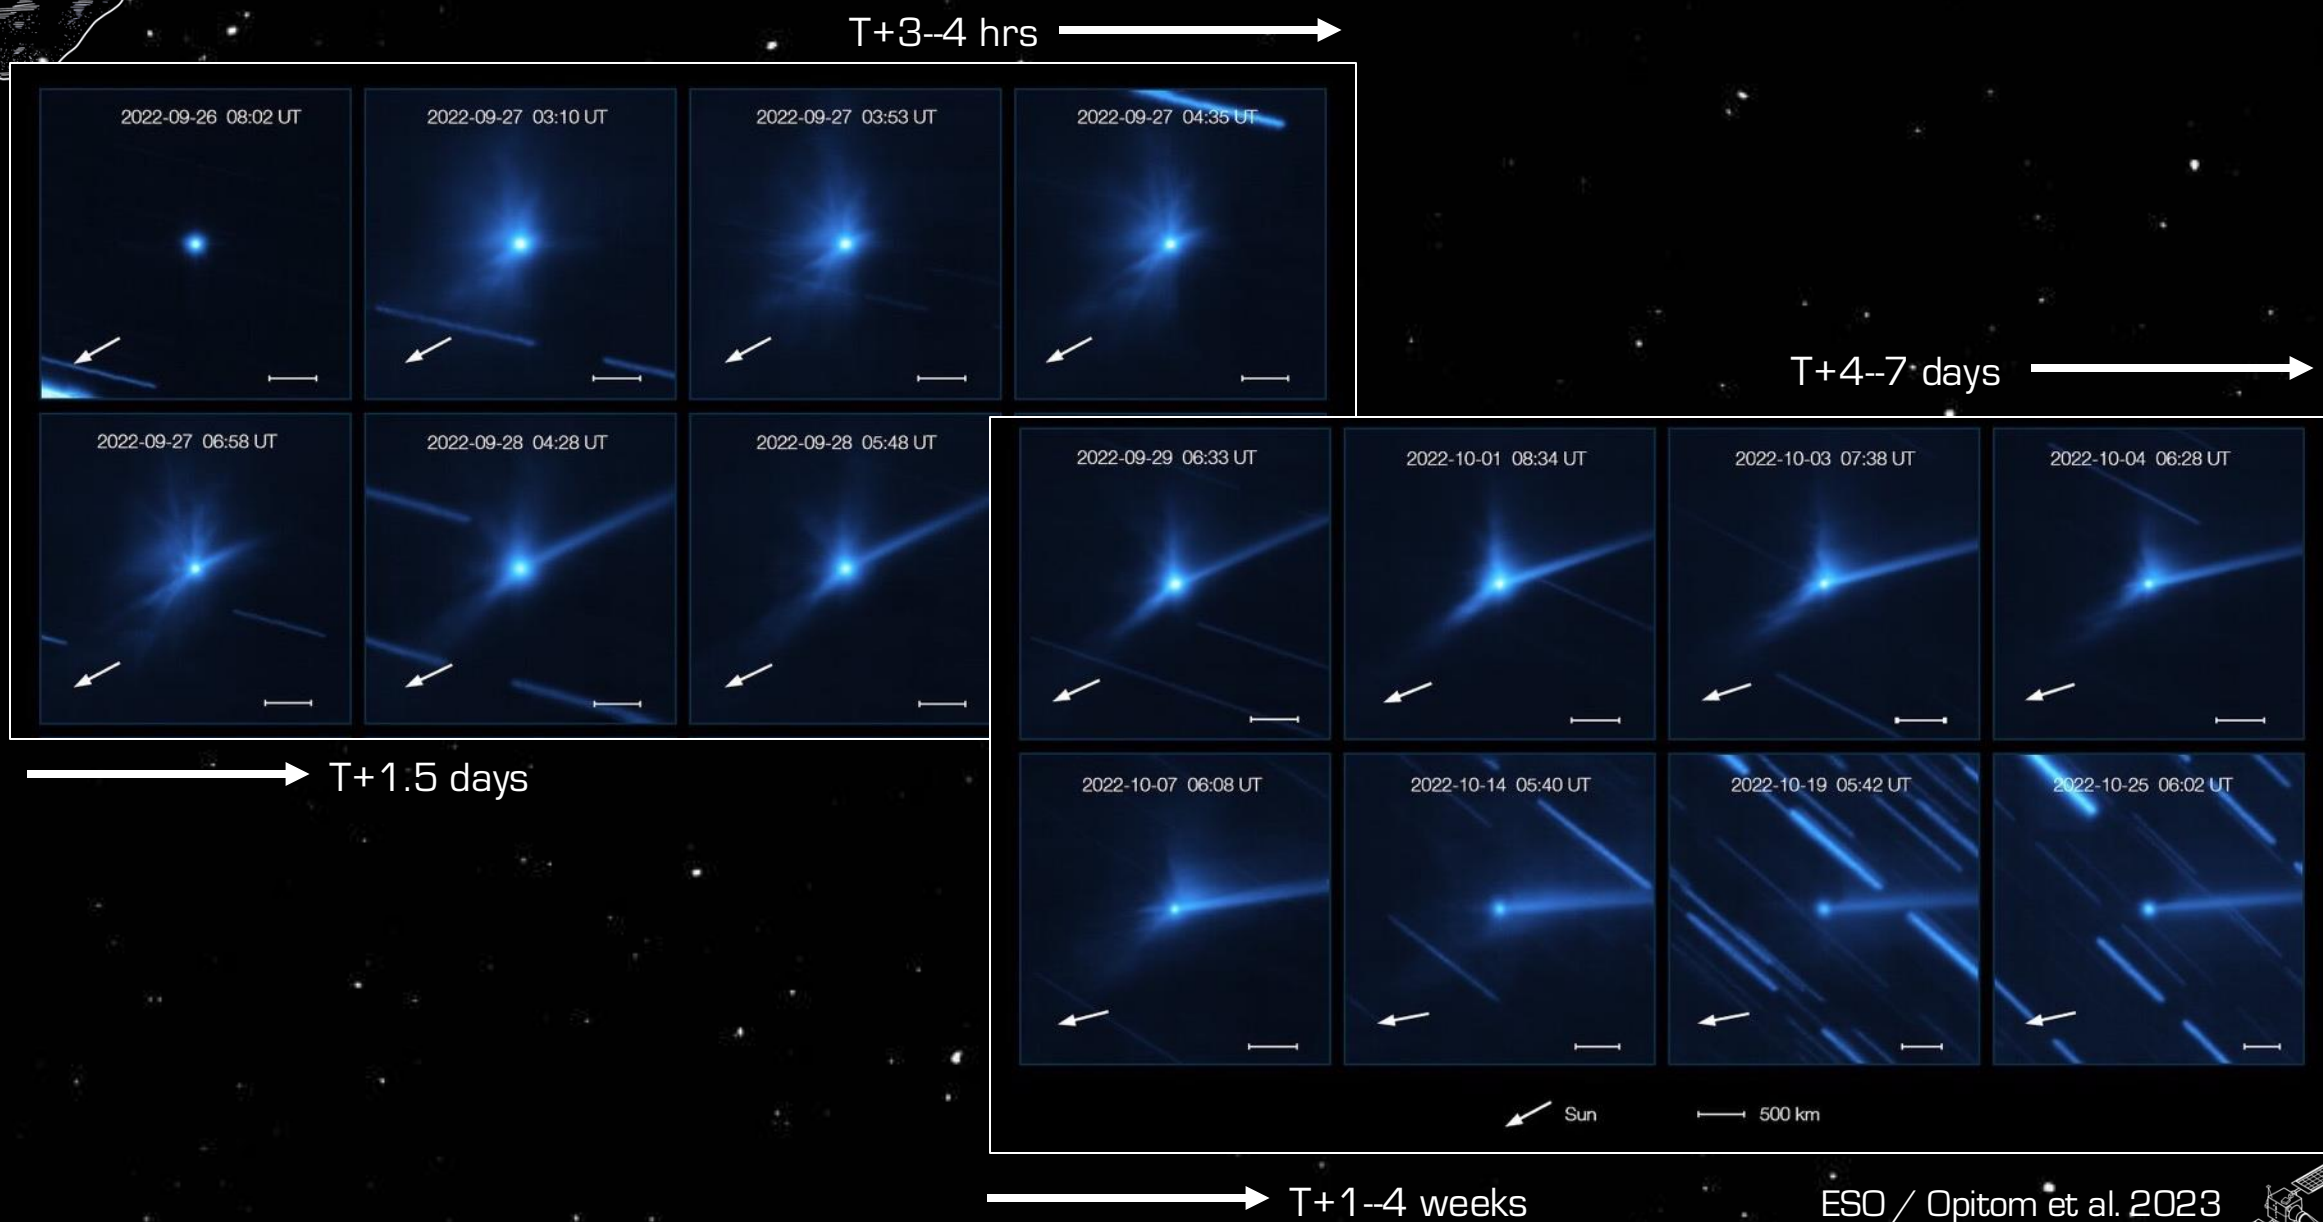 T+3--4 hrs
2022-09-26 08:02 UT
2022-09-27 03:10 UT
2022-09-27 03:53 UT
2022-09-27 04:35 UT
T+4--7 days
2022-09-27 06:58 UT
2022-09-28 04:28 UT
2022-09-28 05:48 UT
2022-09-29 06:33 UT
2022-10-01 08:34 UT
2022-10-03 07:38 UT
2022-10-04 06:28 UT
T+1.5 days
2022-10-07 06:08 UT
2022-10-14 05:40 UT
2022-10-19 05:42 UT
2022-10-25 06:02 UT
Sun
500 km
T+1--4 weeks
ESO / Opitom et al. 2023